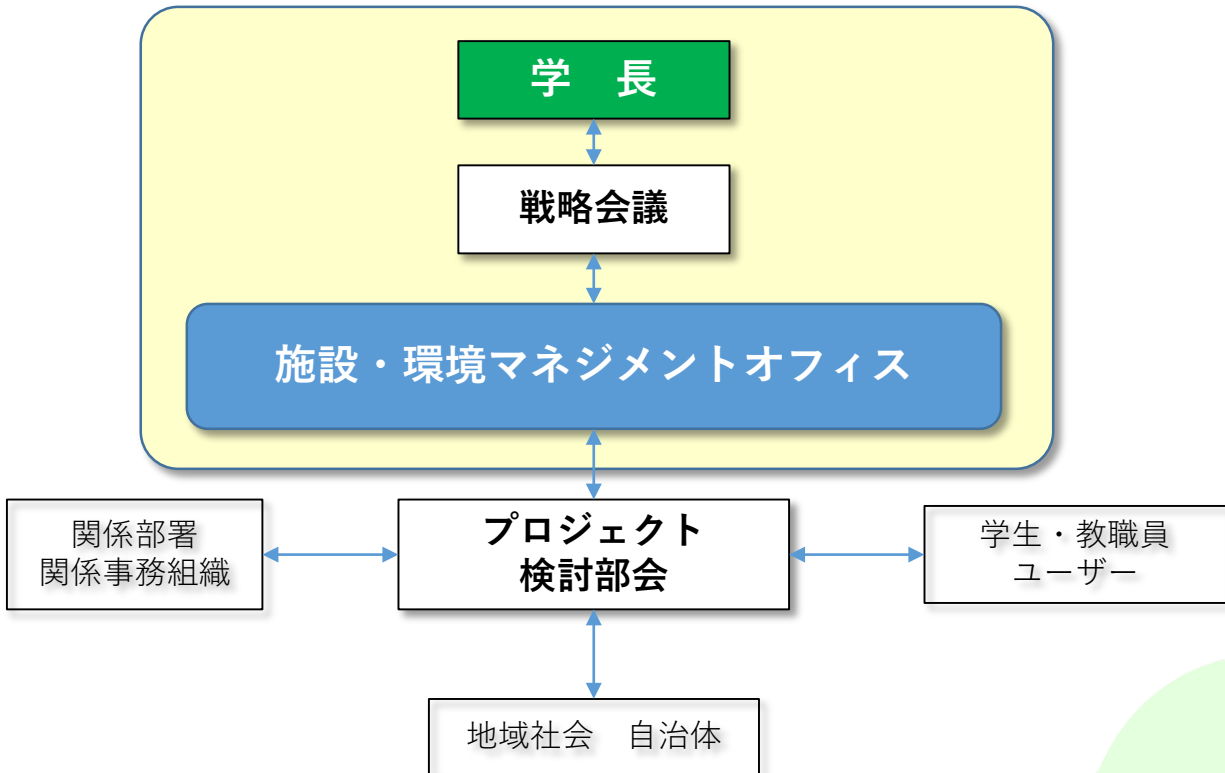 学　長
戦略会議
施設・環境マネジメントオフィス
関係部署
関係事務組織
プロジェクト
検討部会
学生・教職員
ユーザー
地域社会　自治体